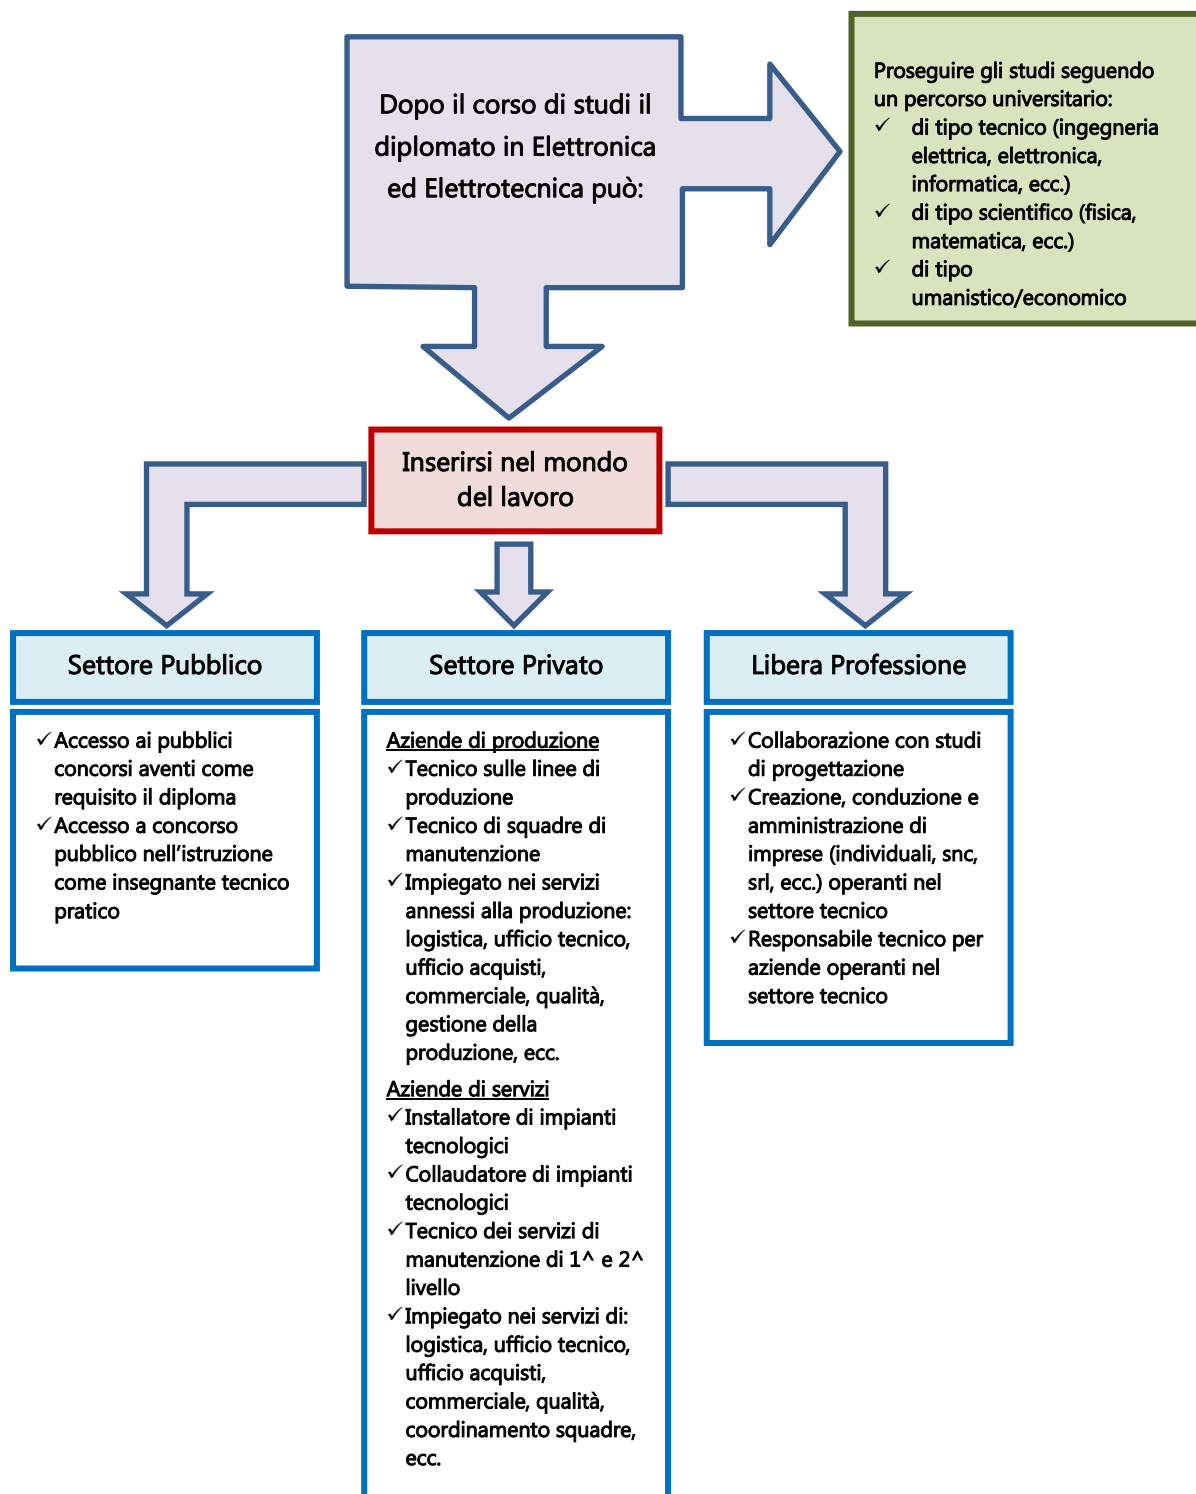 Dopo il corso di studi il
diplomato in Elettronica
ed Elettrotecnica può:
Proseguire gli studi seguendo
un percorso universitario:
✓ di tipo tecnico (ingegneria
elettrica, elettronica,
informatica, ecc.)
✓ di tipo scientifico (fisica,
matematica, ecc.)
✓ di tipo
umanistico/economico
Inserirsi nel mondo
del lavoro
Settore Pubblico
✓ Accesso ai pubblici
concorsi aventi come
requisito il diploma
✓ Accesso a concorso
pubblico nell'istruzione
come insegnante tecnico
pratico
Settore Privato
Aziende di produzione
✓ Tecnico sulle linee di
produzione
✓ Tecnico di squadre di
manutenzione
✓ Impiegato nei servizi
annessi alla produzione:
logistica, ufficio tecnico,
ufficio acquisti,
commerciale, qualità,
gestione della
produzione, ecc.
Aziende di servizi
✓ Installatore di impianti
tecnologici
✓ Collaudatore di impianti
tecnologici
✓ Tecnico dei servizi di
manutenzione di 1^ e 2^
livello
✓ Impiegato nei servizi di:
logistica, ufficio tecnico,
ufficio acquisti,
commerciale, qualità,
coordinamento squadre,
ecc.
Libera Professione
✓ Collaborazione con studi
di progettazione
✓ Creazione, conduzione e
amministrazione di
imprese (individuali, snc,
srl, ecc.) operanti nel
settore tecnico
✓ Responsabile tecnico per
aziende operanti nel
settore tecnico